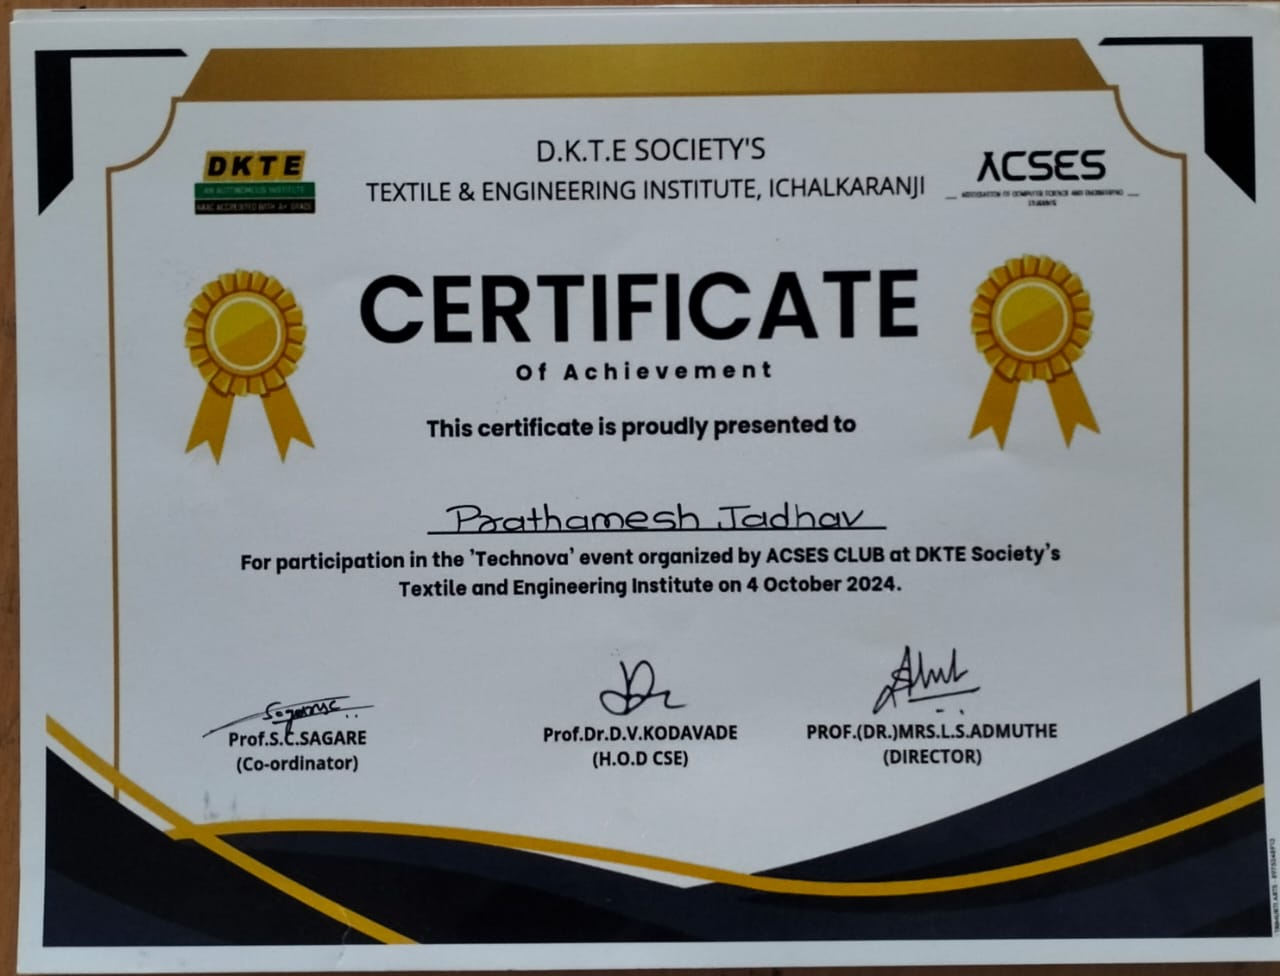 D.K.T.E SOCIETY'S
TEXTILE & ENGINEERING INSTITUTE, ICHALKARANJI
DKTE
AN AUTONOMOUS INSTITUTE
NAAC ACCREDITED WITH A+ GRADE
ACSES
ASSOCIATION OF COMPUTER SCIENCE AND ENGINEERING
STUDENTS
CERTIFICATE
Of Achievement
This certificate is proudly presented to
Prathamesh Jadhav
For participation in the 'Technova' event organized by ACSES CLUB at DKTE Society's
Textile and Engineering Institute on 4 October 2024.
Prof.S.C.SAGARE
(Co-ordinator)
Prof.Dr.D.V.KODAVADE
(H.O.D CSE)
PROF.(DR.)MRS.L.S.ADMUTHE
(DIRECTOR)